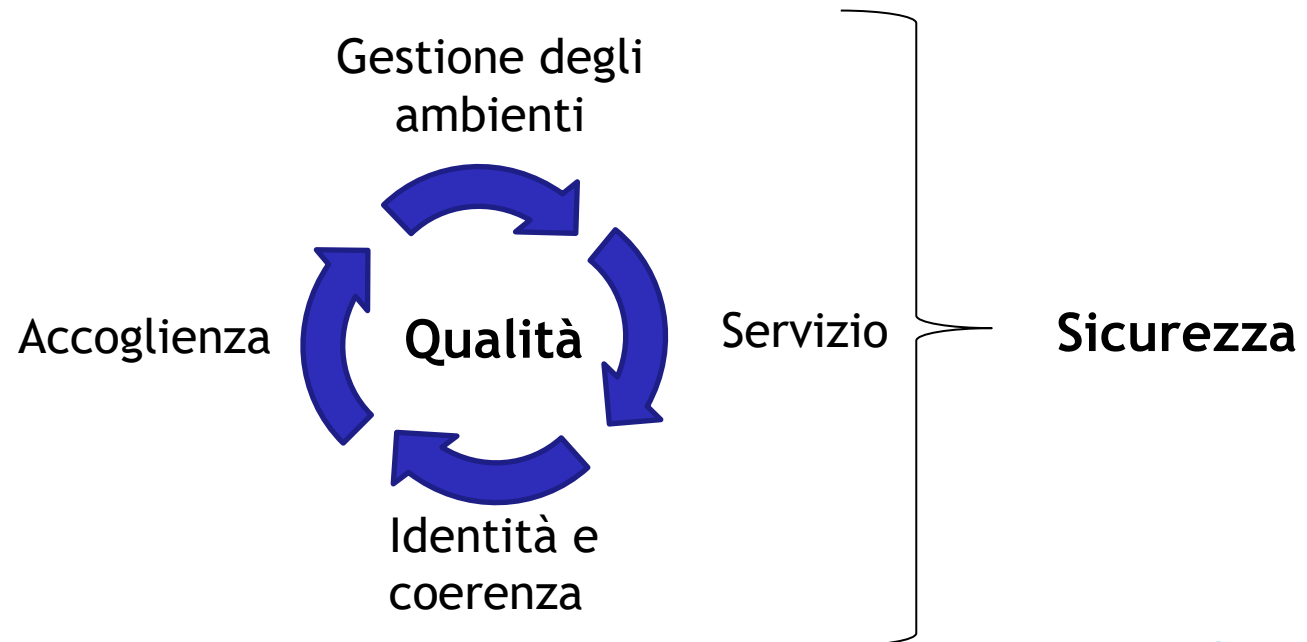 Gestione degli
ambienti
Accoglienza
Qualità
Servizio
Sicurezza
Identità e
coerenza